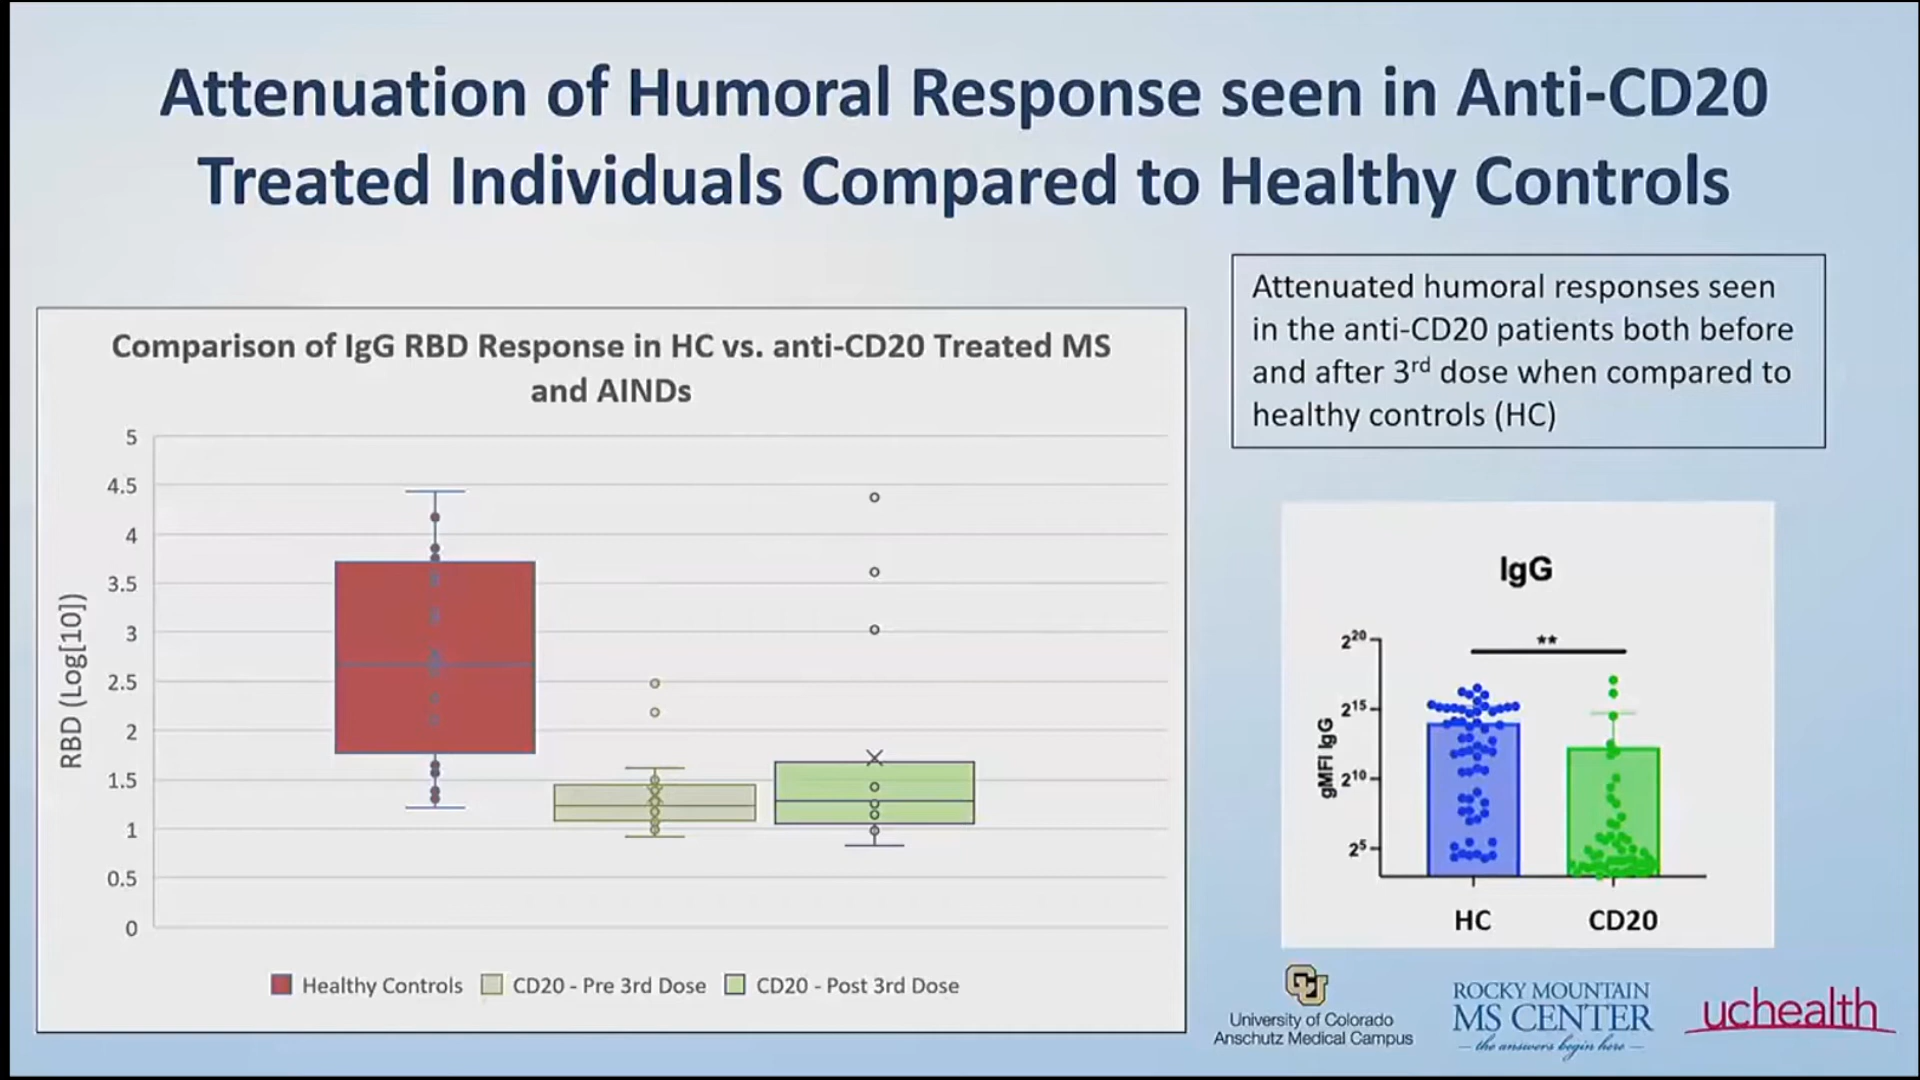 Attenuation of Humoral Response seen in Anti-CD20
Treated Individuals Compared to Healthy Controls
Comparison of IgG RBD Response in HC vs. anti-CD20 Treated MS
and AINDs
RBD (Log[10])
5
4.5
4
3.5
3
2.5
2
1.5
1
0.5
0
Healthy Controls
CD20 - Pre 3rd Dose
CD20 - Post 3rd Dose
Attenuated humoral responses seen
in the anti-CD20 patients both before
and after 3rd dose when compared to
healthy controls (HC)
IgG
**
gMFI IgG
2^20
2^15
2^10
2^5
HC
CD20
CU
University of Colorado
Anschutz Medical Campus
ROCKY MOUNTAIN
MS CENTER
— the answers begin here —
uchealth